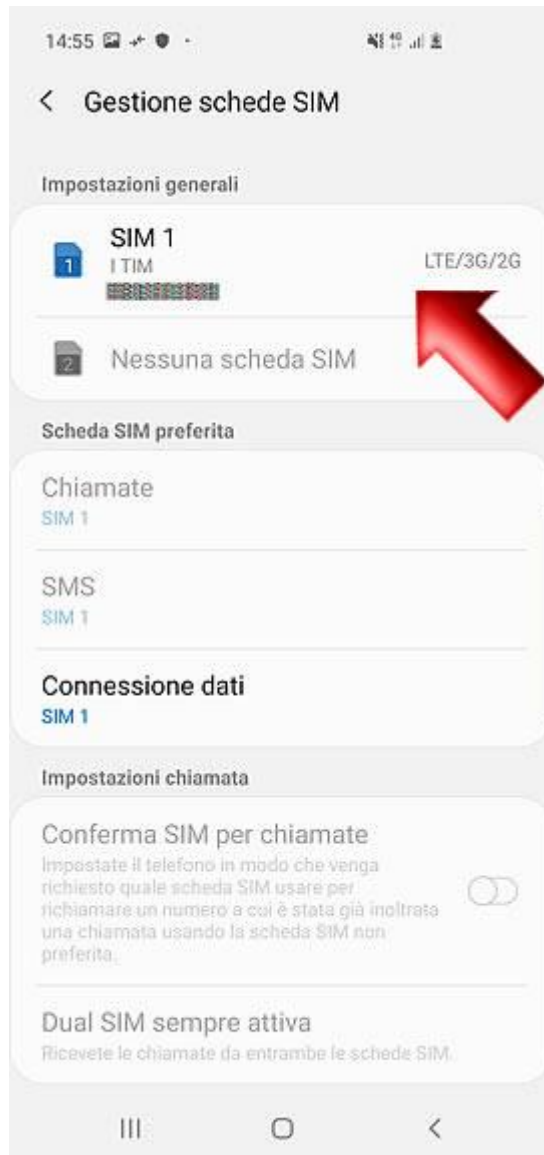 14:55
Gestione schede SIM
Impostazioni generali
SIM 1
1
I TIM
LTE/3G/2G
2
Nessuna scheda SIM
Scheda SIM preferita
Chiamate
SIM 1
SMS
SIM 1
Connessione dati
SIM 1
Impostazioni chiamata
Conferma SIM per chiamate
Impostate il telefono in modo che venga
richiesto quale scheda SIM usare per
richiamare un numero a cui è stata già inoltrata
una chiamata usando la scheda SIM non
preferita.
Dual SIM sempre attiva
Ricevete le chiamate da entrambe le schede SIM.